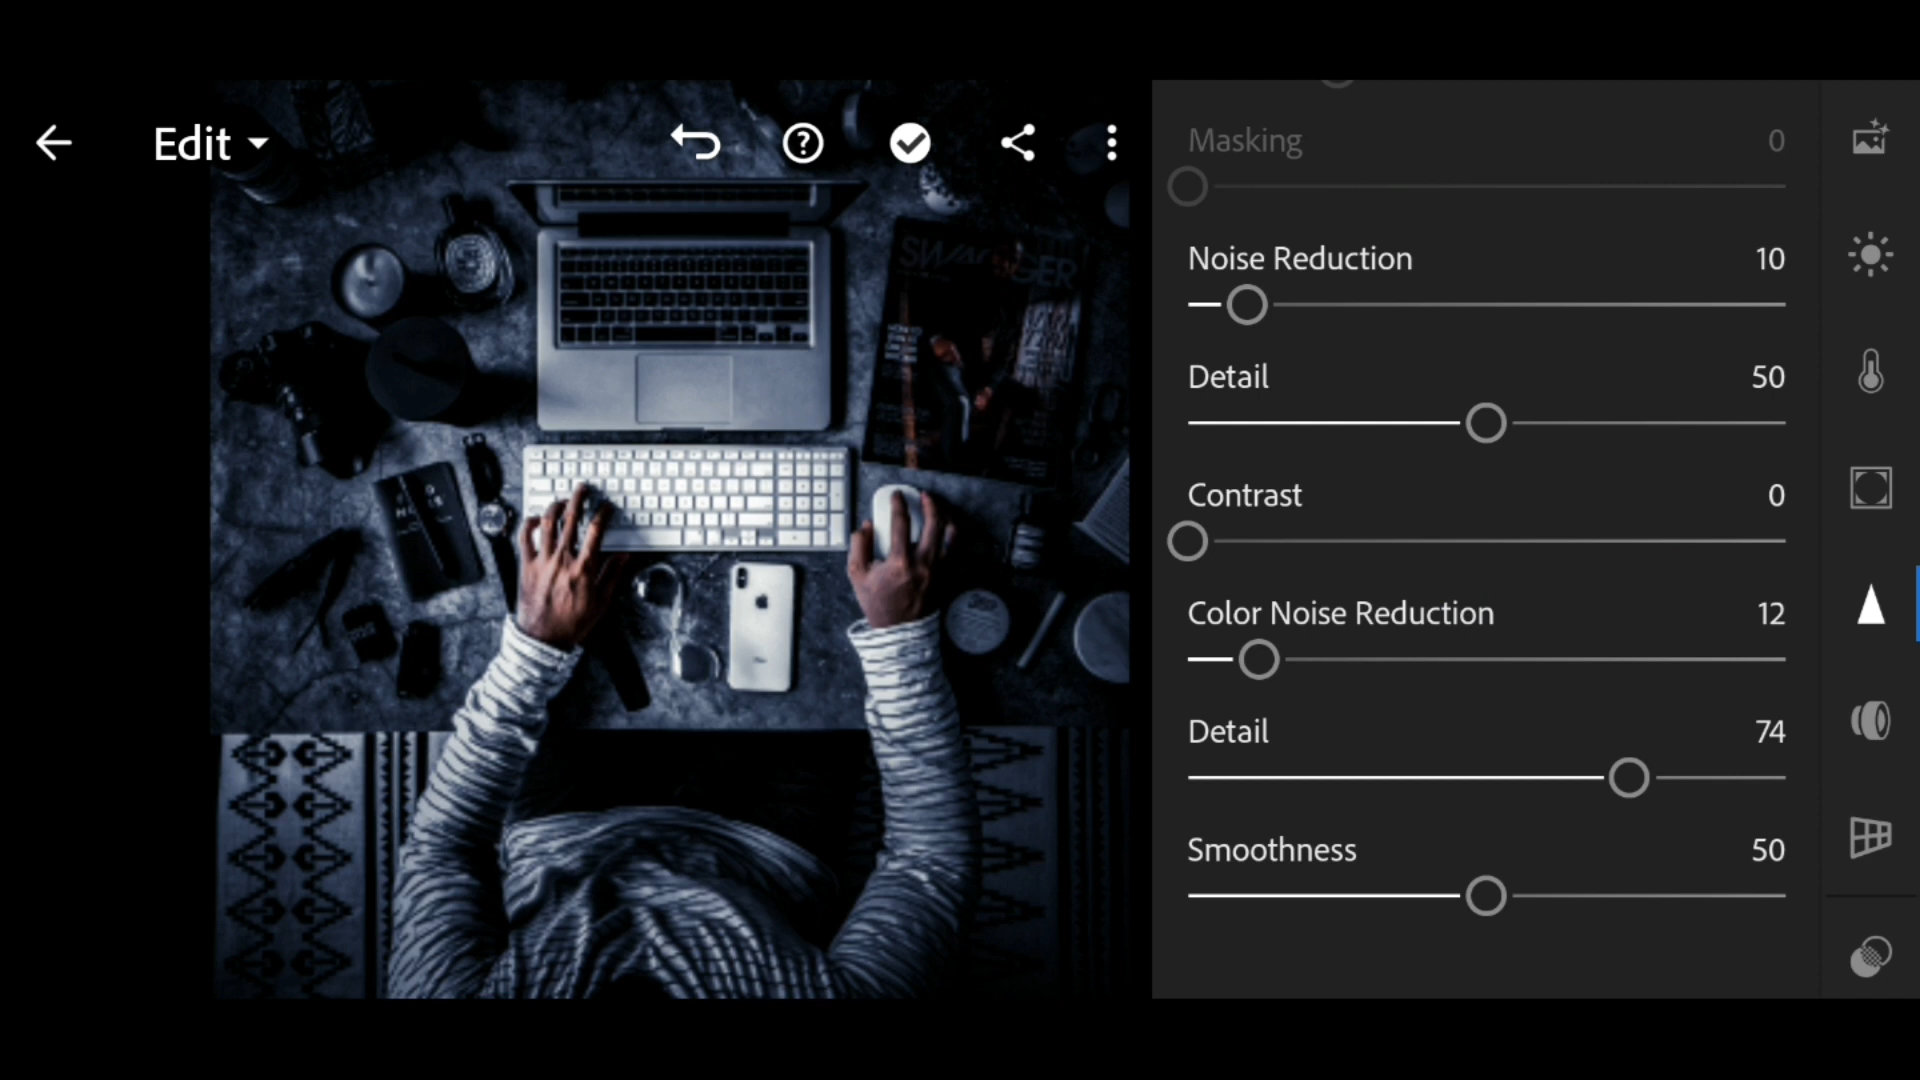 Edit
Masking 0
Noise Reduction 10
Detail 50
Contrast 0
Color Noise Reduction 12
Detail 74
Smoothness 50